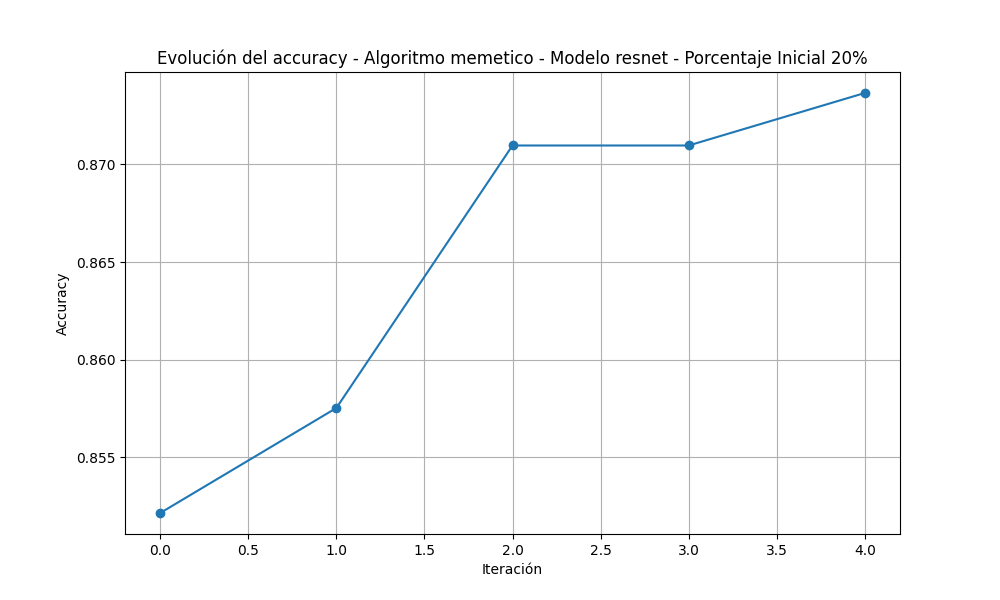 Evolución del accuracy - Algoritmo memetico - Modelo resnet - Porcentaje Inicial 20%
0.870
0.865
0.860
0.855
Accuracy
0.0 0.5 1.0 1.5 2.0 2.5 3.0 3.5 4.0
Iteración